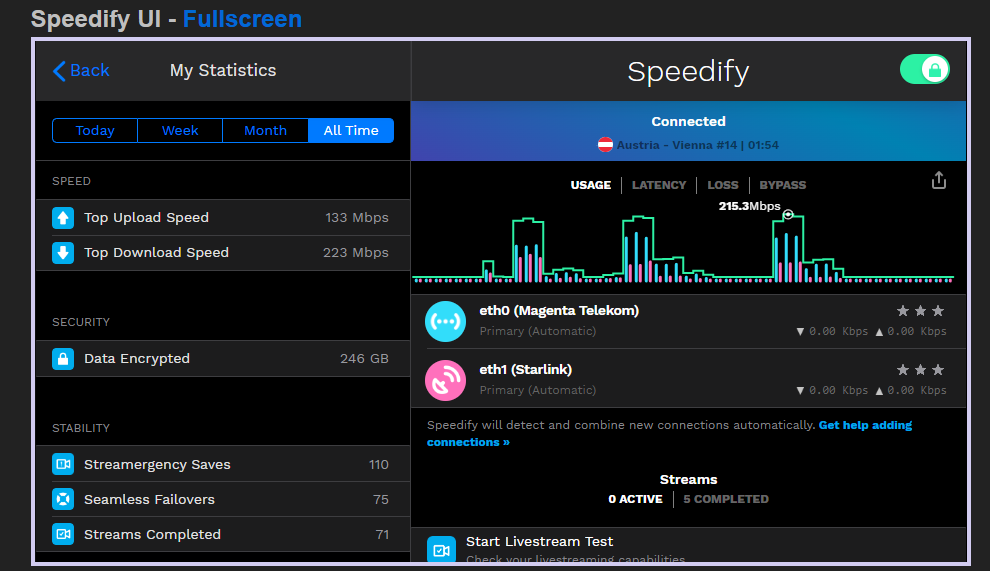 Speedify UI - Fullscreen
Back
My Statistics
Today Week Month All Time
SPEED
Top Upload Speed 133 Mbps
Top Download Speed 223 Mbps
SECURITY
Data Encrypted 246 GB
STABILITY
Streamergency Saves 110
Seamless Failovers 75
Streams Completed 71
Speedify
Connected
Austria - Vienna #14 | 01:54
USAGE LATENCY LOSS BYPASS
215.3Mbps
eth0 (Magenta Telekom)
Primary (Automatic) ▼ 0.00 Kbps ▲ 0.00 Kbps
eth1 (Starlink)
Primary (Automatic) ▼ 0.00 Kbps ▲ 0.00 Kbps
Speedify will detect and combine new connections automatically. Get help adding
connections »
Streams
0 ACTIVE 5 COMPLETED
Start Livestream Test
Check your livestreaming capabilities